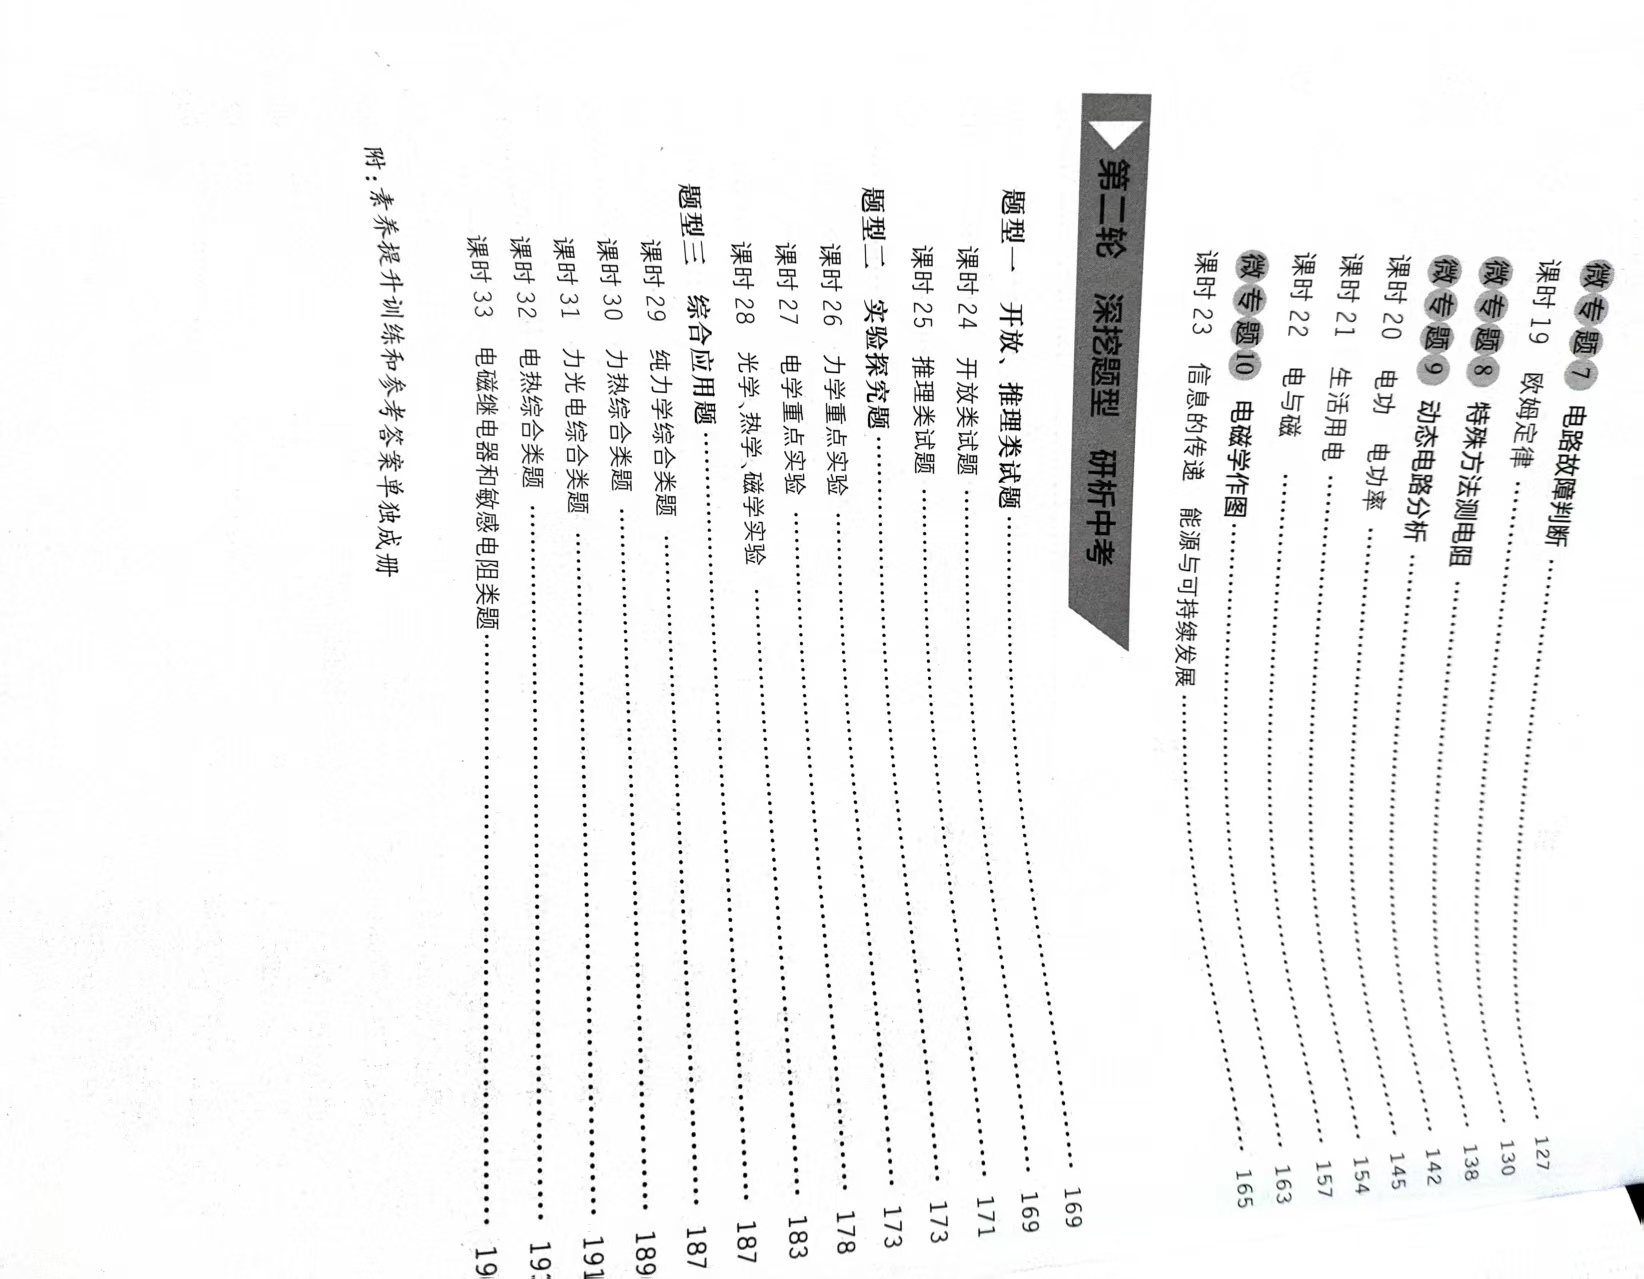 微专题7 电路故障判断 …… 127
课时 19 欧姆定律 …… 130
微专题8 特殊方法测电阻 …… 138
微专题9 动态电路分析 …… 142
课时 20 电功 电功率 …… 145
课时 21 生活用电 …… 154
课时 22 电与磁 …… 157
微专题10 电磁学作图 …… 163
课时 23 信息的传递 能源与可持续发展 …… 165
第二轮 深挖题型 研析中考
题型一 开放、推理类试题 …… 169
课时 24 开放类试题 …… 169
课时 25 推理类试题 …… 171
题型二 实验探究题 …… 173
课时 26 力学重点实验 …… 173
课时 27 电学重点实验 …… 178
课时 28 光学、热学、磁学实验 …… 183
题型三 综合应用题 …… 187
课时 29 纯力学综合类题 …… 187
课时 30 力热综合类题 …… 189
课时 31 力光电综合类题 …… 191
课时 32 电热综合类题 ……
课时 33 电磁继电器和敏感电阻类题 ……
附:素养提升训练和参考答案单独成册